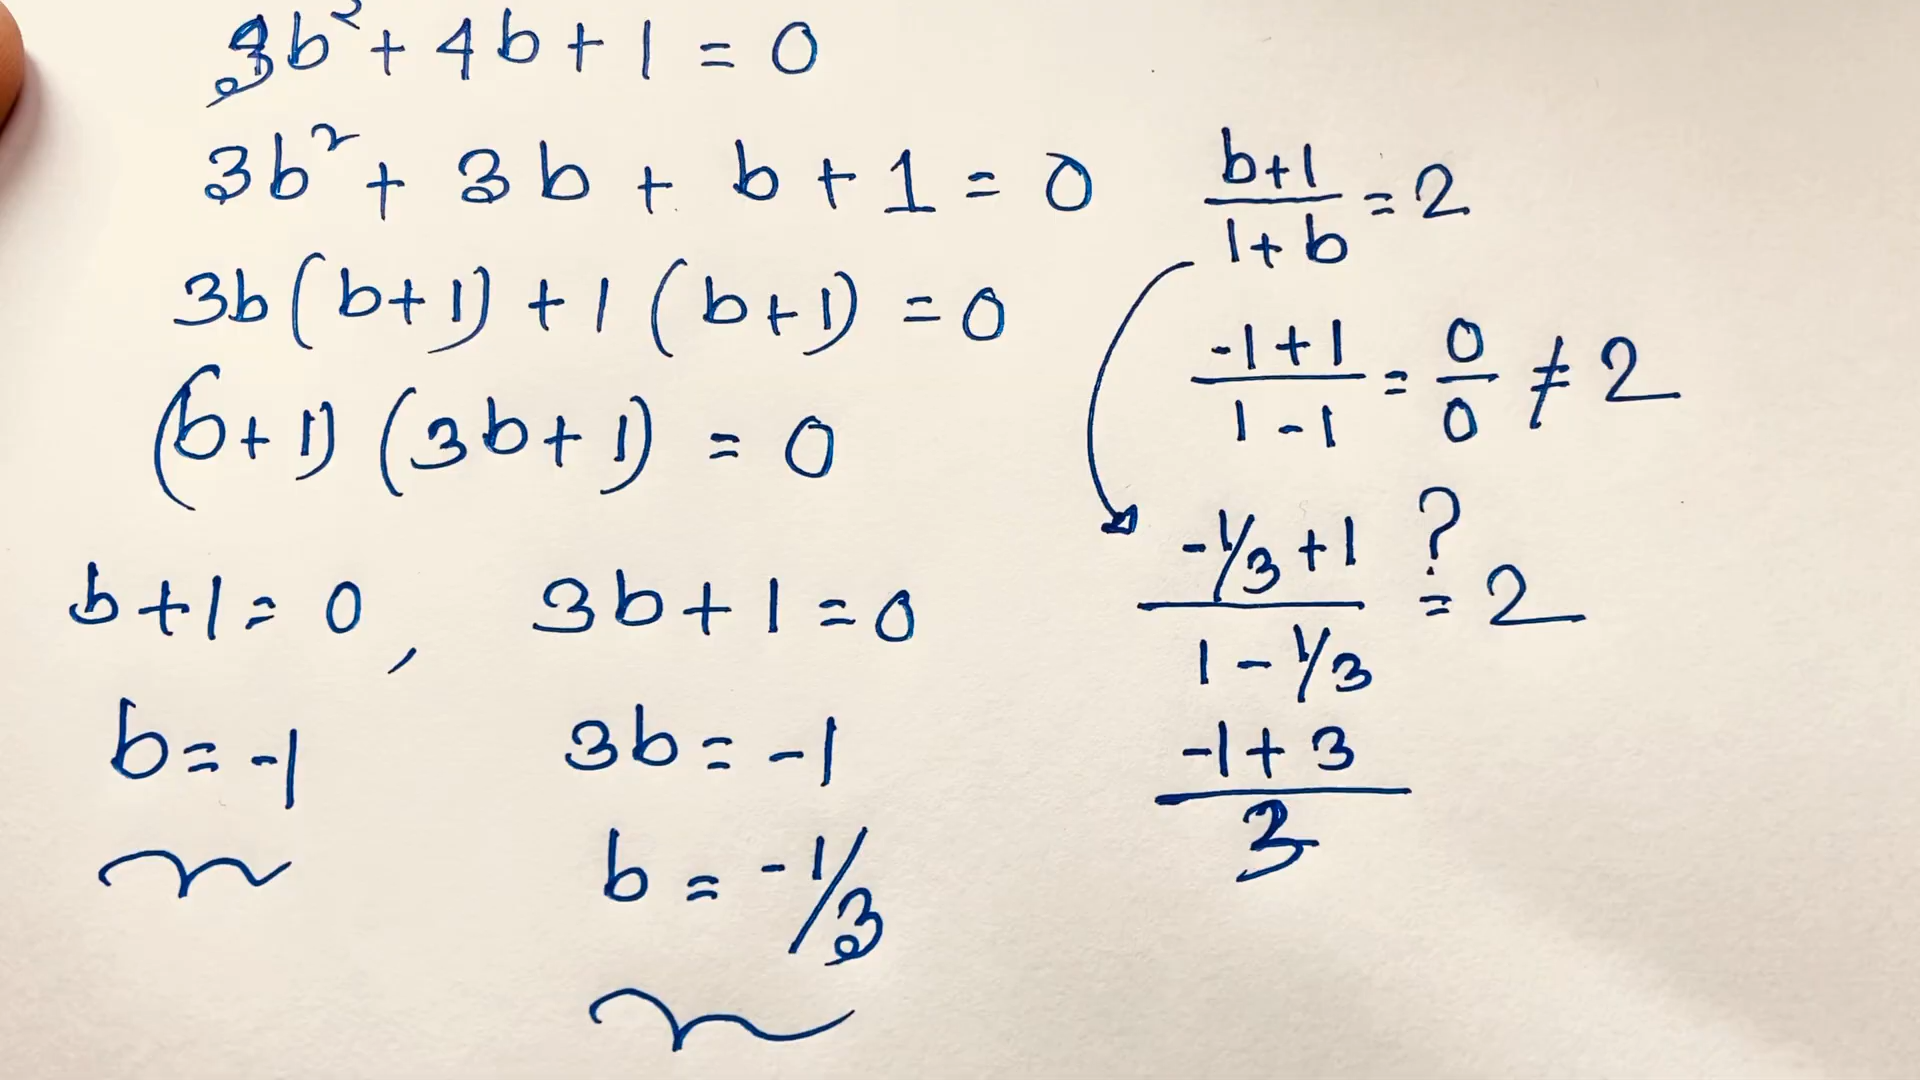 3b² + 4b + 1 = 0
3b² + 3b + b + 1 = 0
3b(b+1) + 1(b+1) = 0
(b+1)(3b+1) = 0
b+1 = 0, 3b+1 = 0
b = -1 3b = -1
b = -1/3
b+1
1+b
= 2
-1+1
1-1
= 0/0 ≠ 2
-1/3 + 1
1 - 1/3
?
= 2
-1+3
3